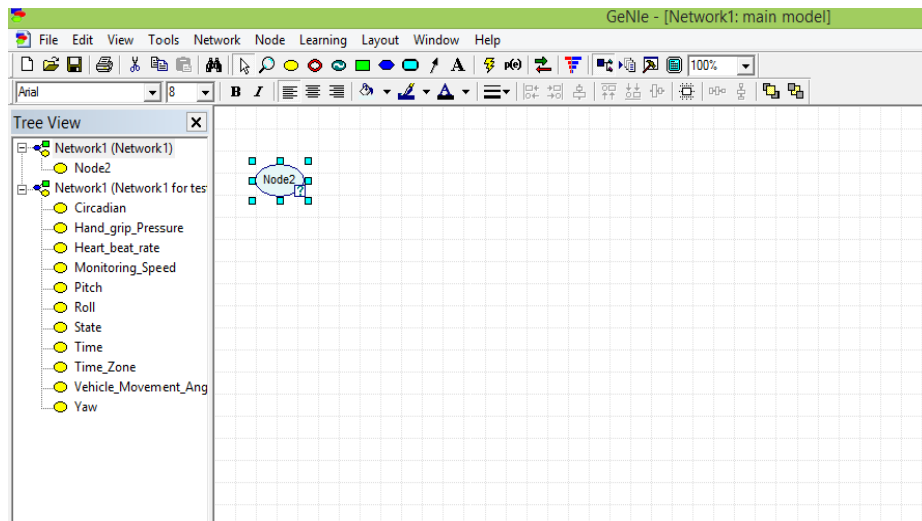 GeNIe - [Network1: main model]
File Edit View Tools Network Node Learning Layout Window Help
A P(e) 100%
Arial 8 B I A
Tree View
Network1 (Network1)
Node2
Network1 (Network1 for tes
Circadian
Hand_grip_Pressure
Heart_beat_rate
Monitoring_Speed
Pitch
Roll
State
Time
Time_Zone
Vehicle_Movement_Ang
Yaw
Node2
?